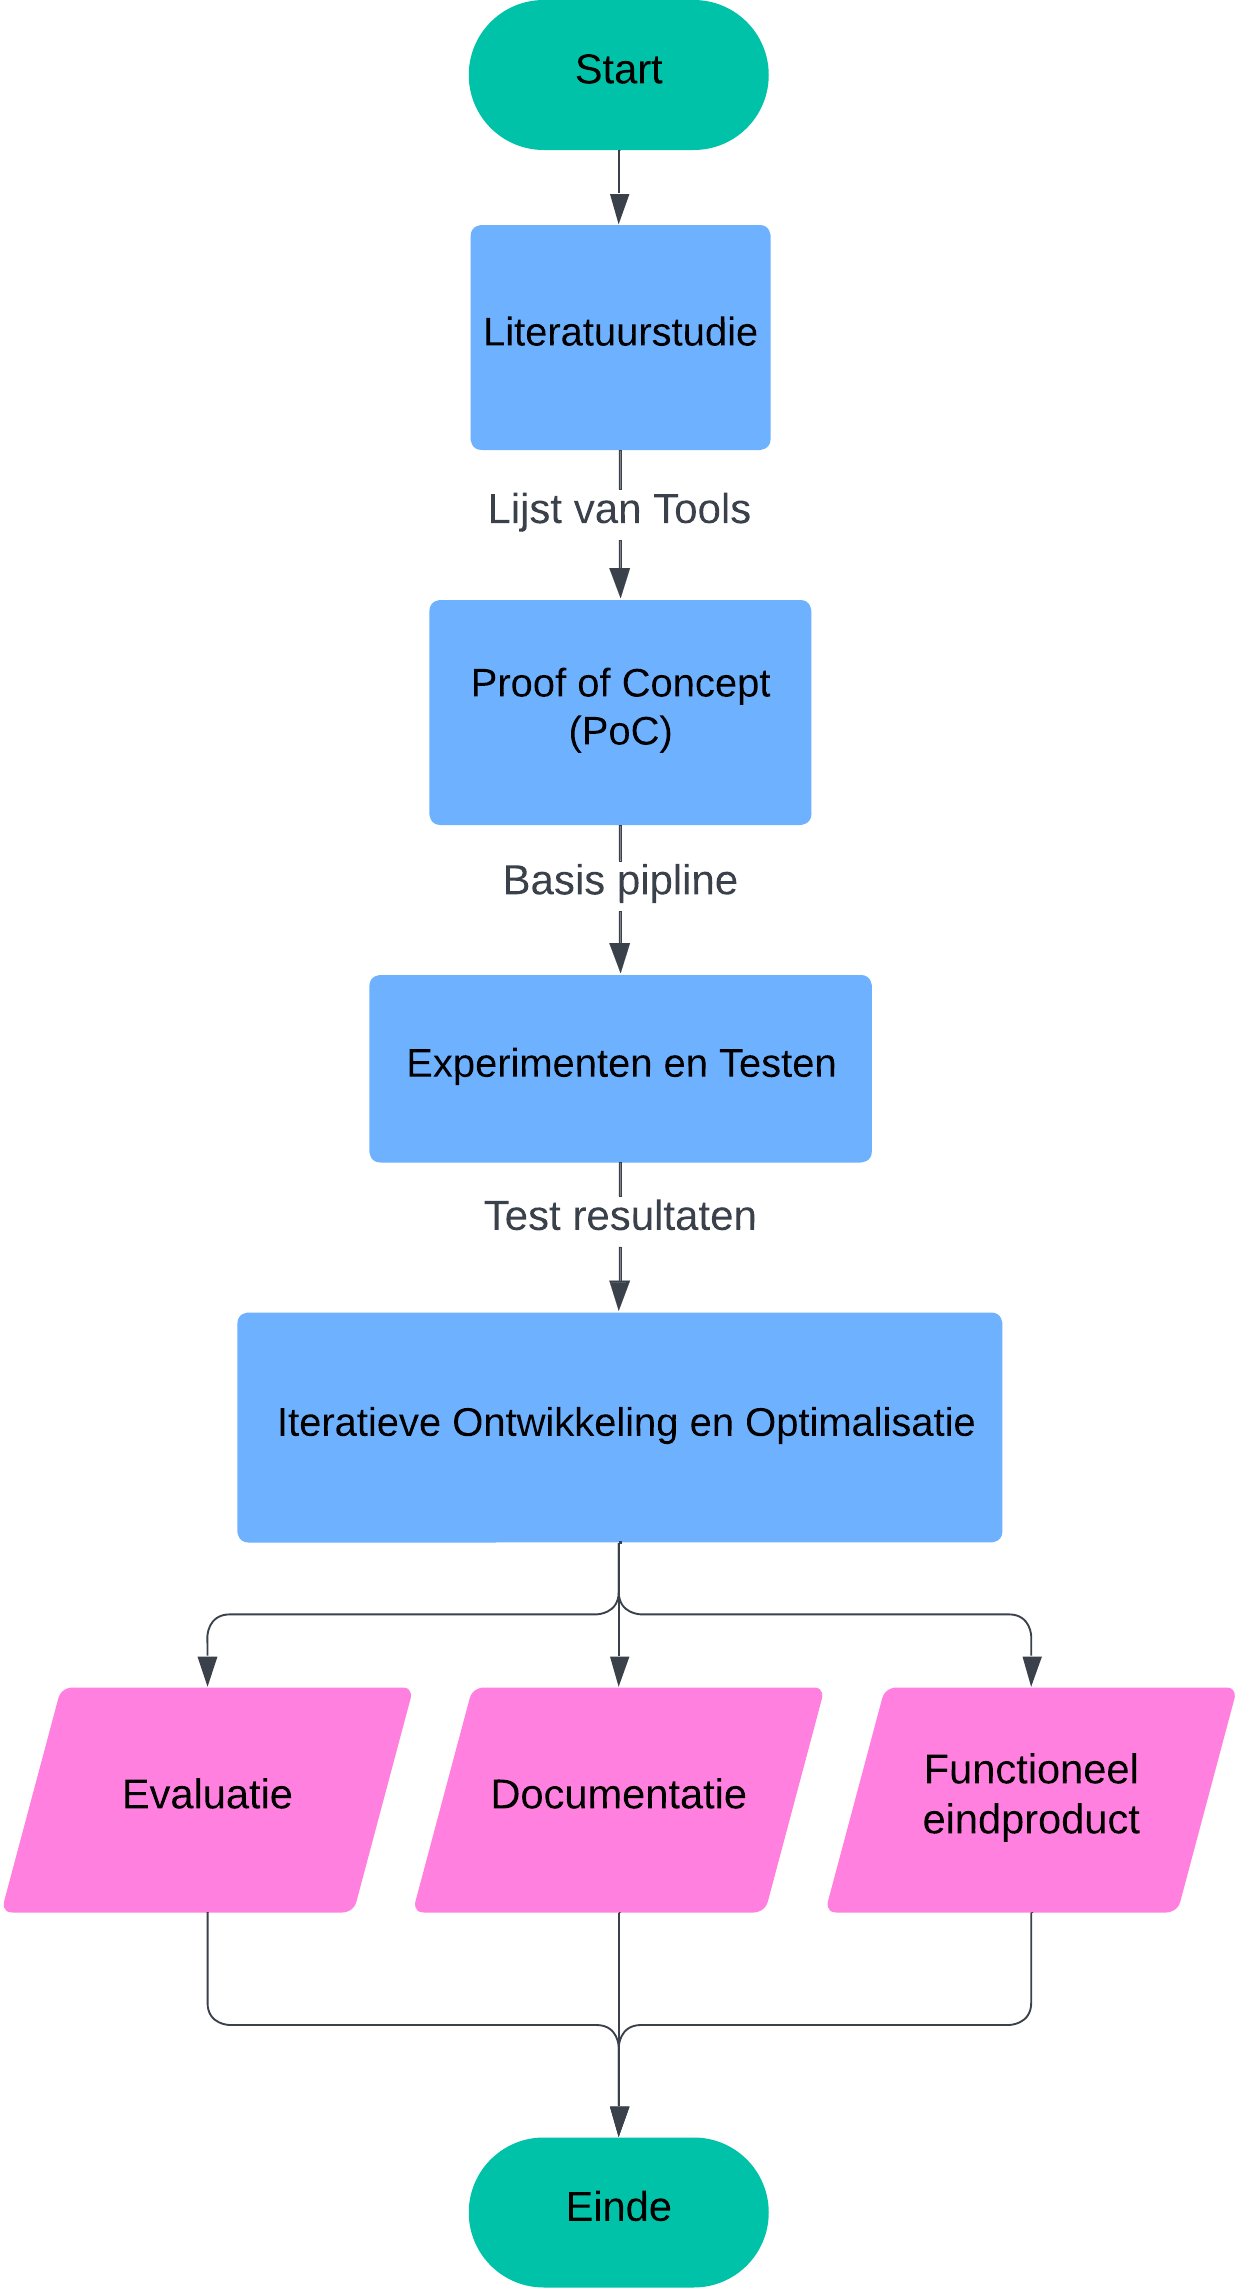 Start
Literatuurstudie
Lijst van Tools
Proof of Concept
(PoC)
Basis pipline
Experimenten en Testen
Test resultaten
Iteratieve Ontwikkeling en Optimalisatie
Evaluatie
Documentatie
Functioneel
eindproduct
Einde